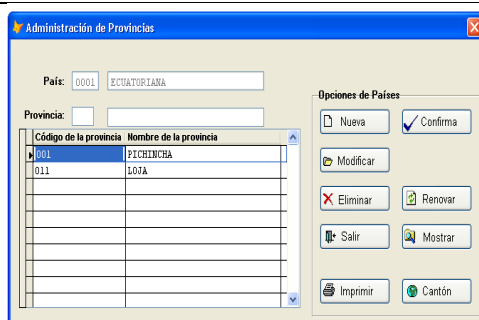 Administración de Provincias
País: 0001 ECUATORIANA
Provincia:
Código de la provincia Nombre de la provincia
001 PICHINCHA
011 LOJA
Opciones de Países
Nueva Confirma
Modificar
Eliminar Renovar
Salir Mostrar
Imprimir Cantón